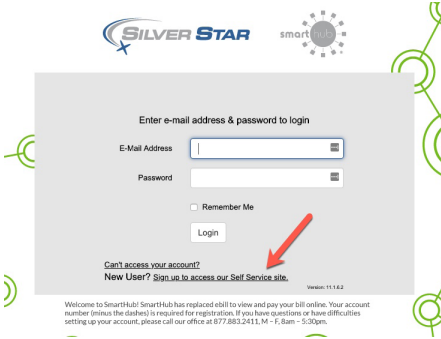 SILVER STAR
smarthub
Enter e-mail address & password to login
E-Mail Address
Password
Remember Me
Login
Can't access your account?
New User? Sign up to access our Self Service site.
Version: 11.1.6.2
Welcome to SmartHub! SmartHub has replaced ebill to view and pay your bill online. Your account
number (minus the dashes) is required for registration. If you have questions or have difficulties
setting up your account, please call our office at 877.883.2411, M – F, 8am – 5:30pm.